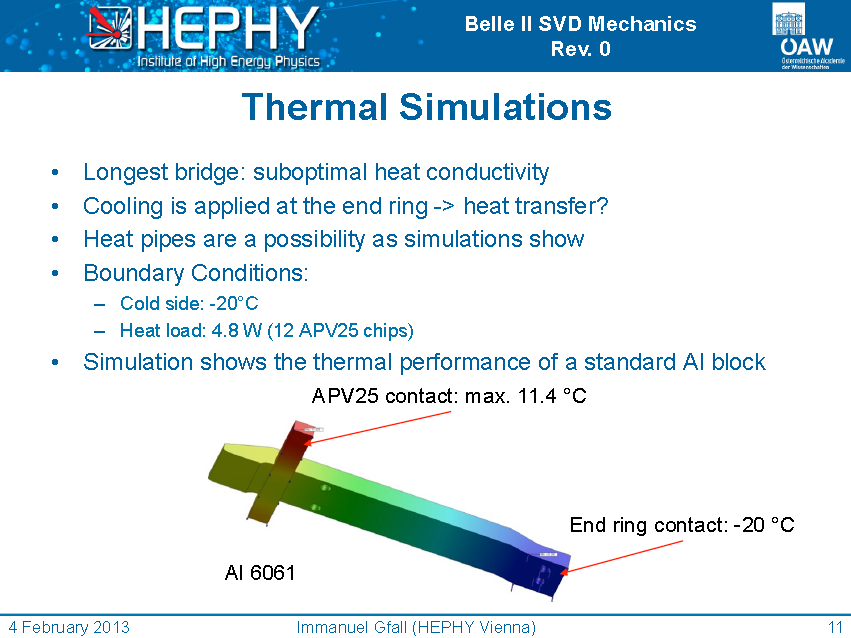 HEPHY
Institute of High Energy Physics
Belle II SVD Mechanics
Rev. 0
ÖAW
Österreichische Akademie
der Wissenschaften
Thermal Simulations
• Longest bridge: suboptimal heat conductivity
• Cooling is applied at the end ring -> heat transfer?
• Heat pipes are a possibility as simulations show
• Boundary Conditions:
– Cold side: -20°C
– Heat load: 4.8 W (12 APV25 chips)
• Simulation shows the thermal performance of a standard Al block
APV25 contact: max. 11.4 °C
End ring contact: -20 °C
Al 6061
4 February 2013
Immanuel Gfall (HEPHY Vienna)
11